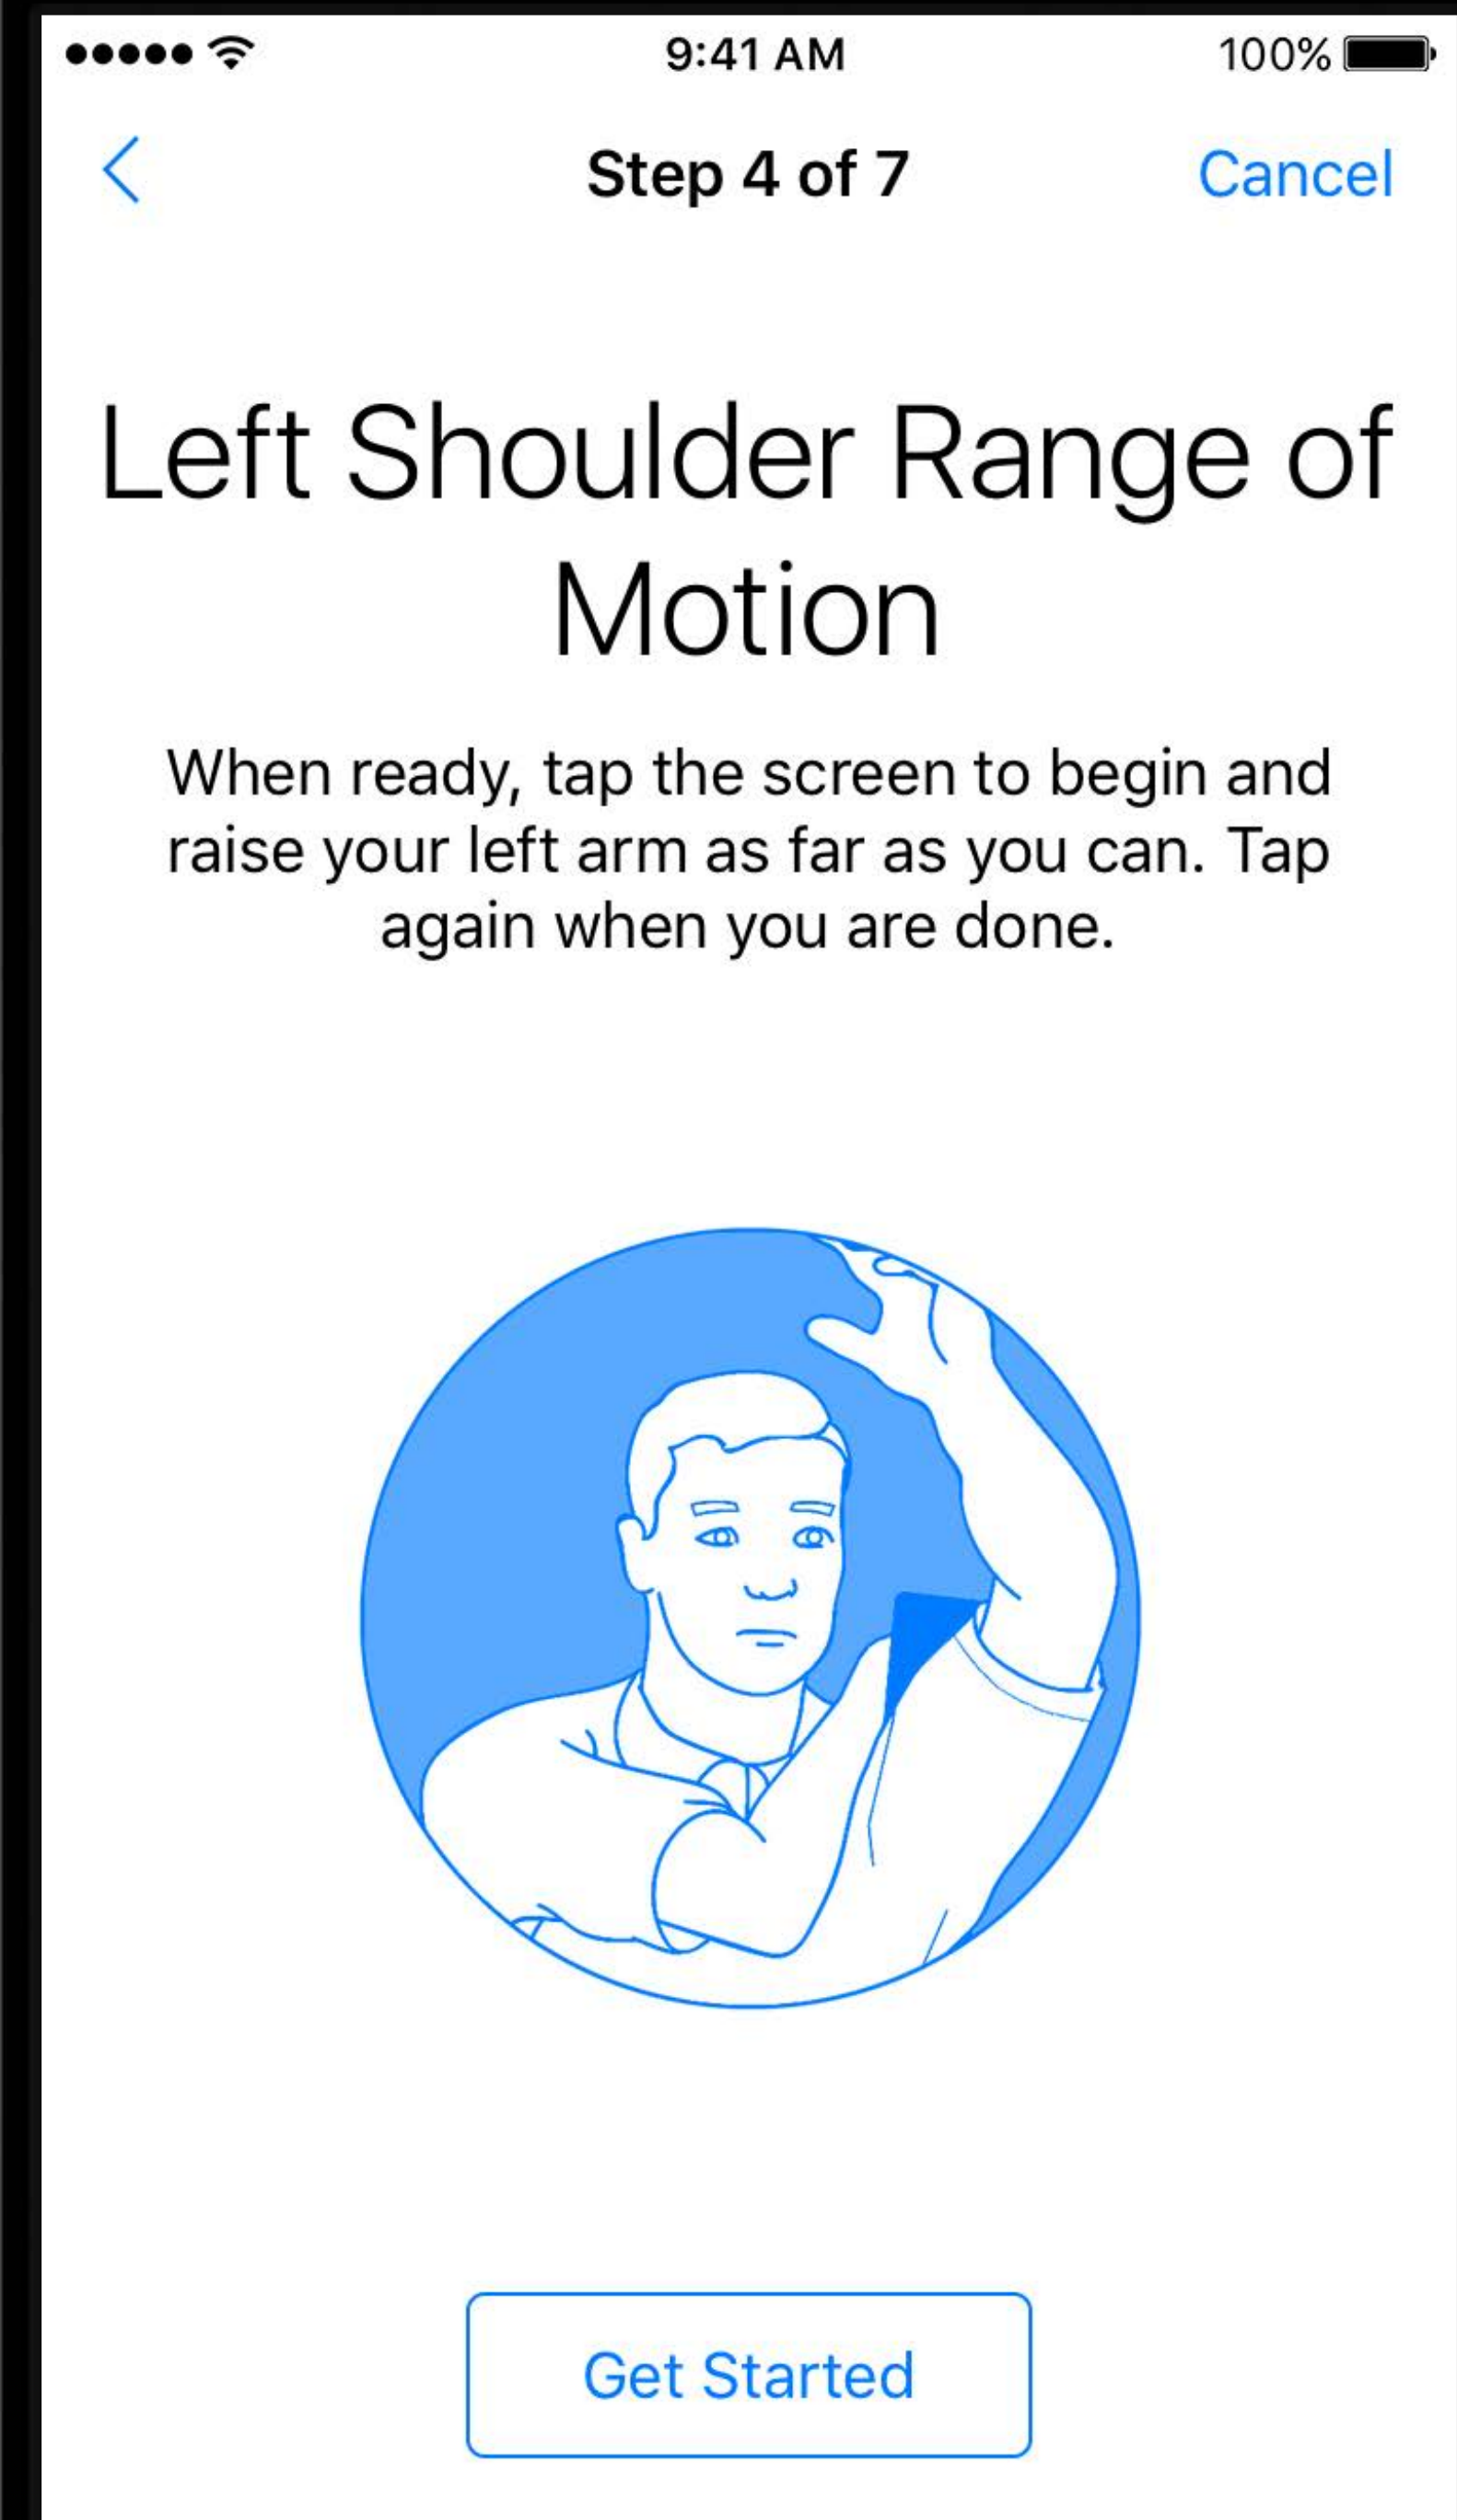 9:41 AM
100%
Step 4 of 7
Cancel
Left Shoulder Range of
Motion
When ready, tap the screen to begin and
raise your left arm as far as you can. Tap
again when you are done.
Get Started